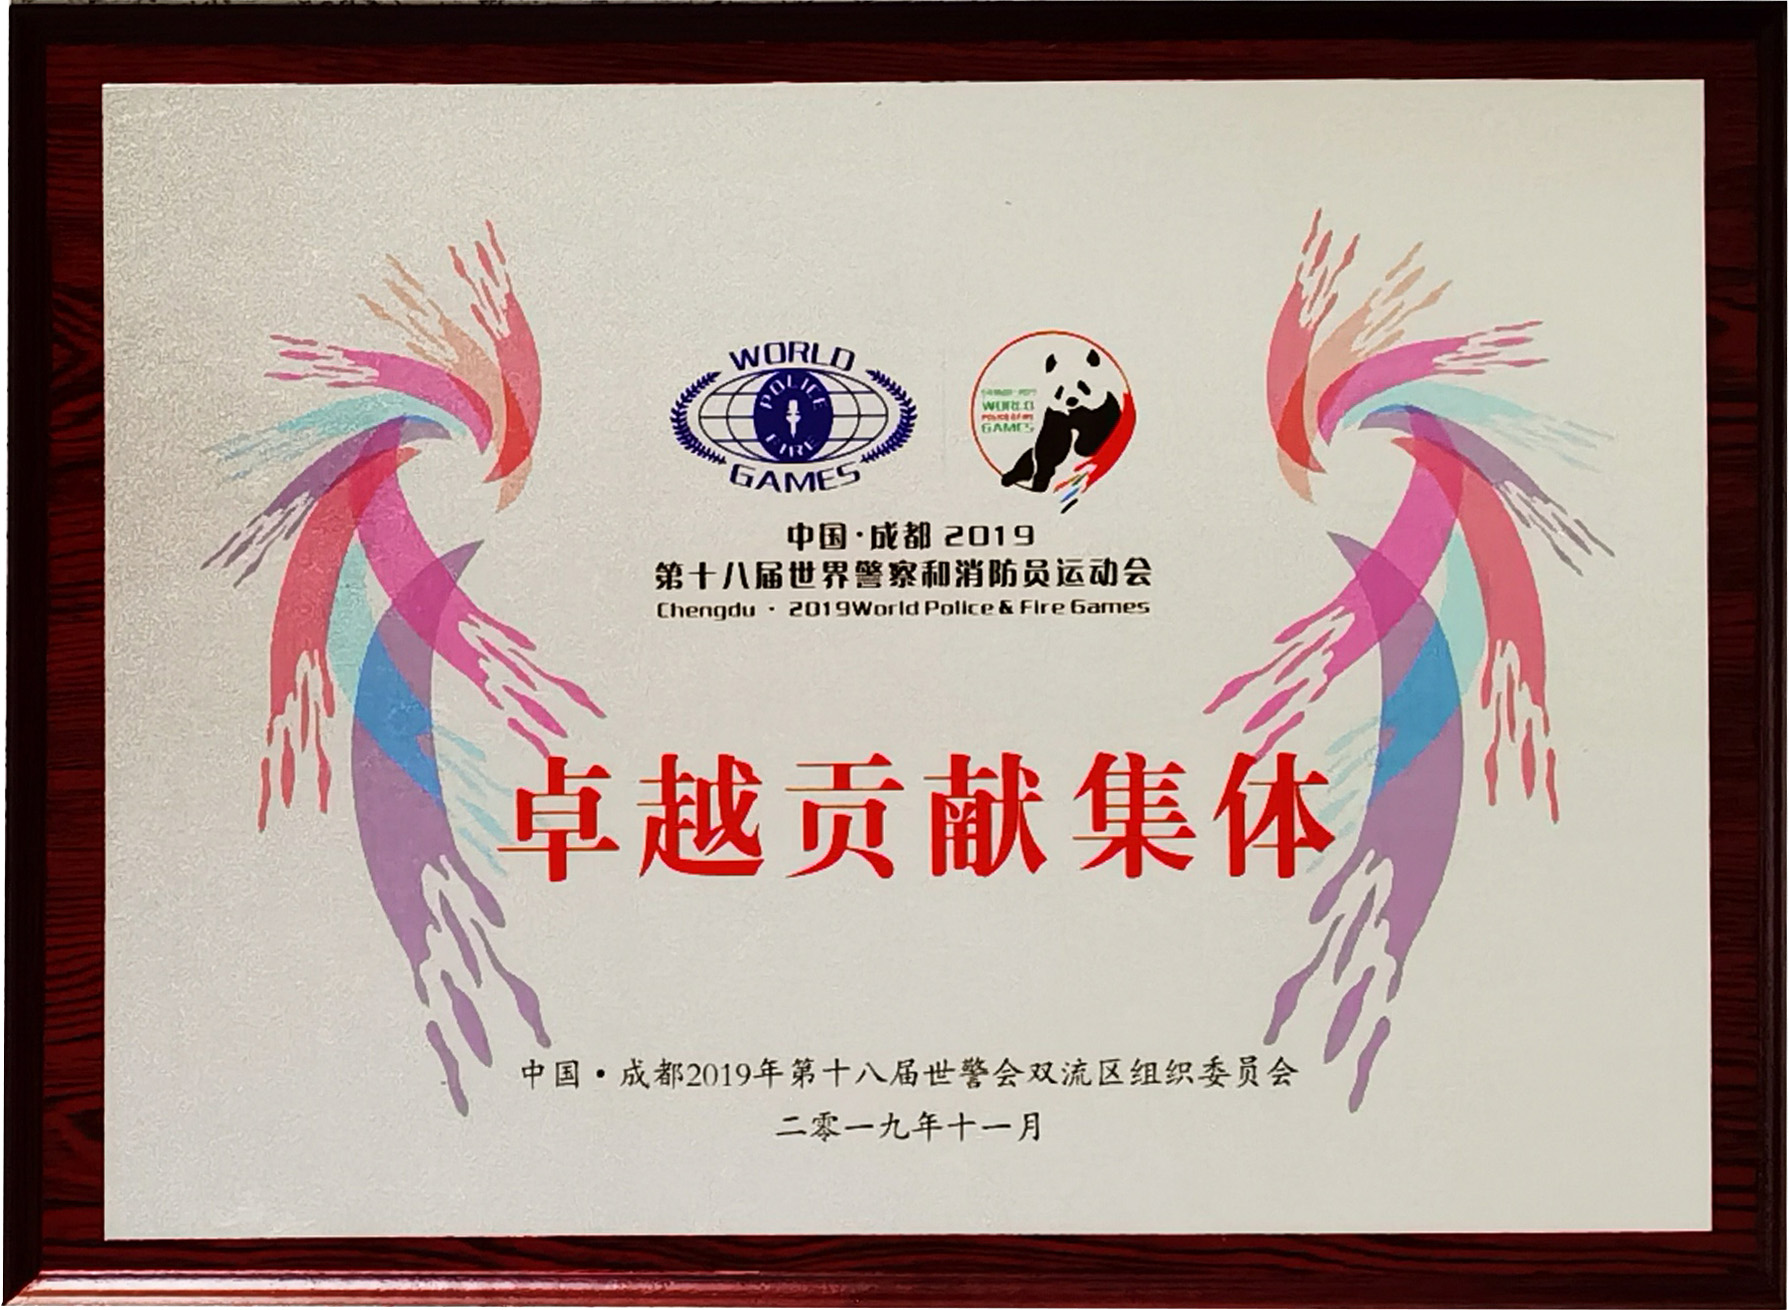 WORLD
POLICE
FIRE
GAMES
WORLD
POLICE & FIRE
GAMES
中国·成都 2019
第十八届世界警察和消防员运动会
Chengdu · 2019World Police & Fire Games
卓越贡献集体
中国·成都2019年第十八届世警会双流区组织委员会
二零一九年十一月